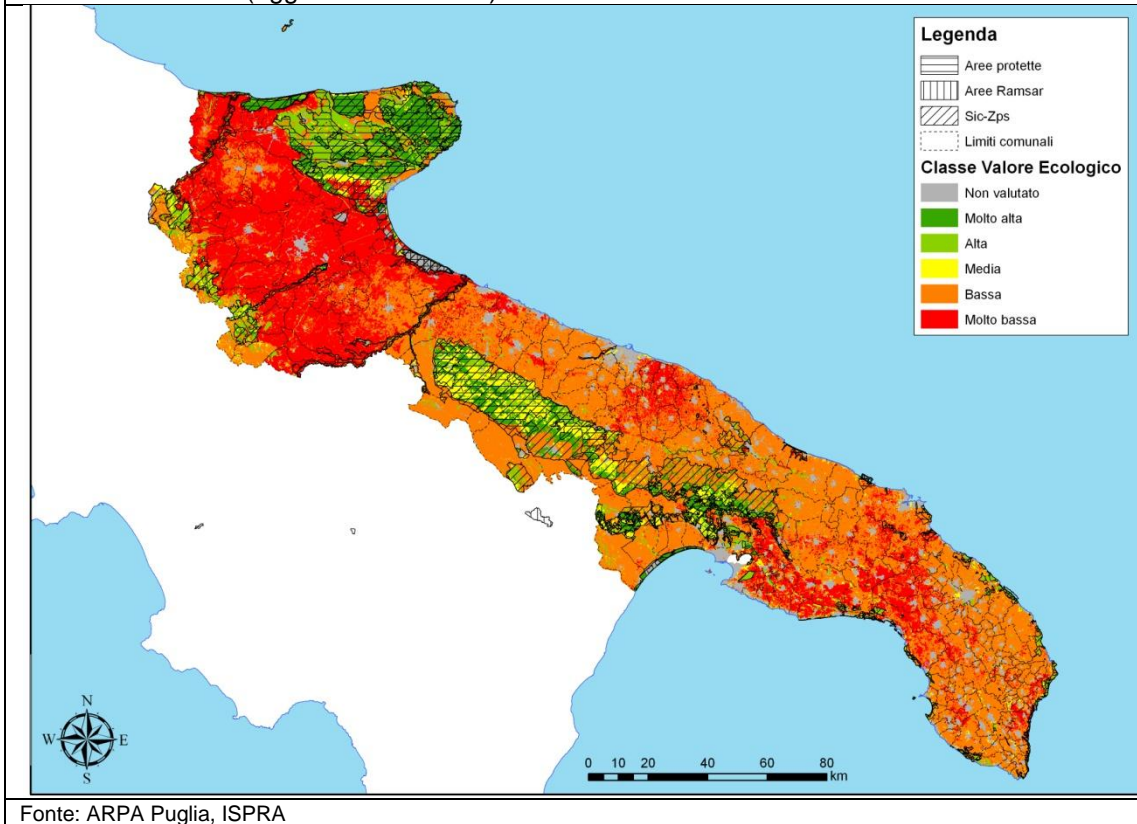 Legenda
Aree protette
Aree Ramsar
Sic-Zps
Limiti comunali
Classe Valore Ecologico
Non valutato
Molto alta
Alta
Media
Bassa
Molto bassa
N
W E
S
0 10 20 40 60 80
km
Fonte: ARPA Puglia, ISPRA